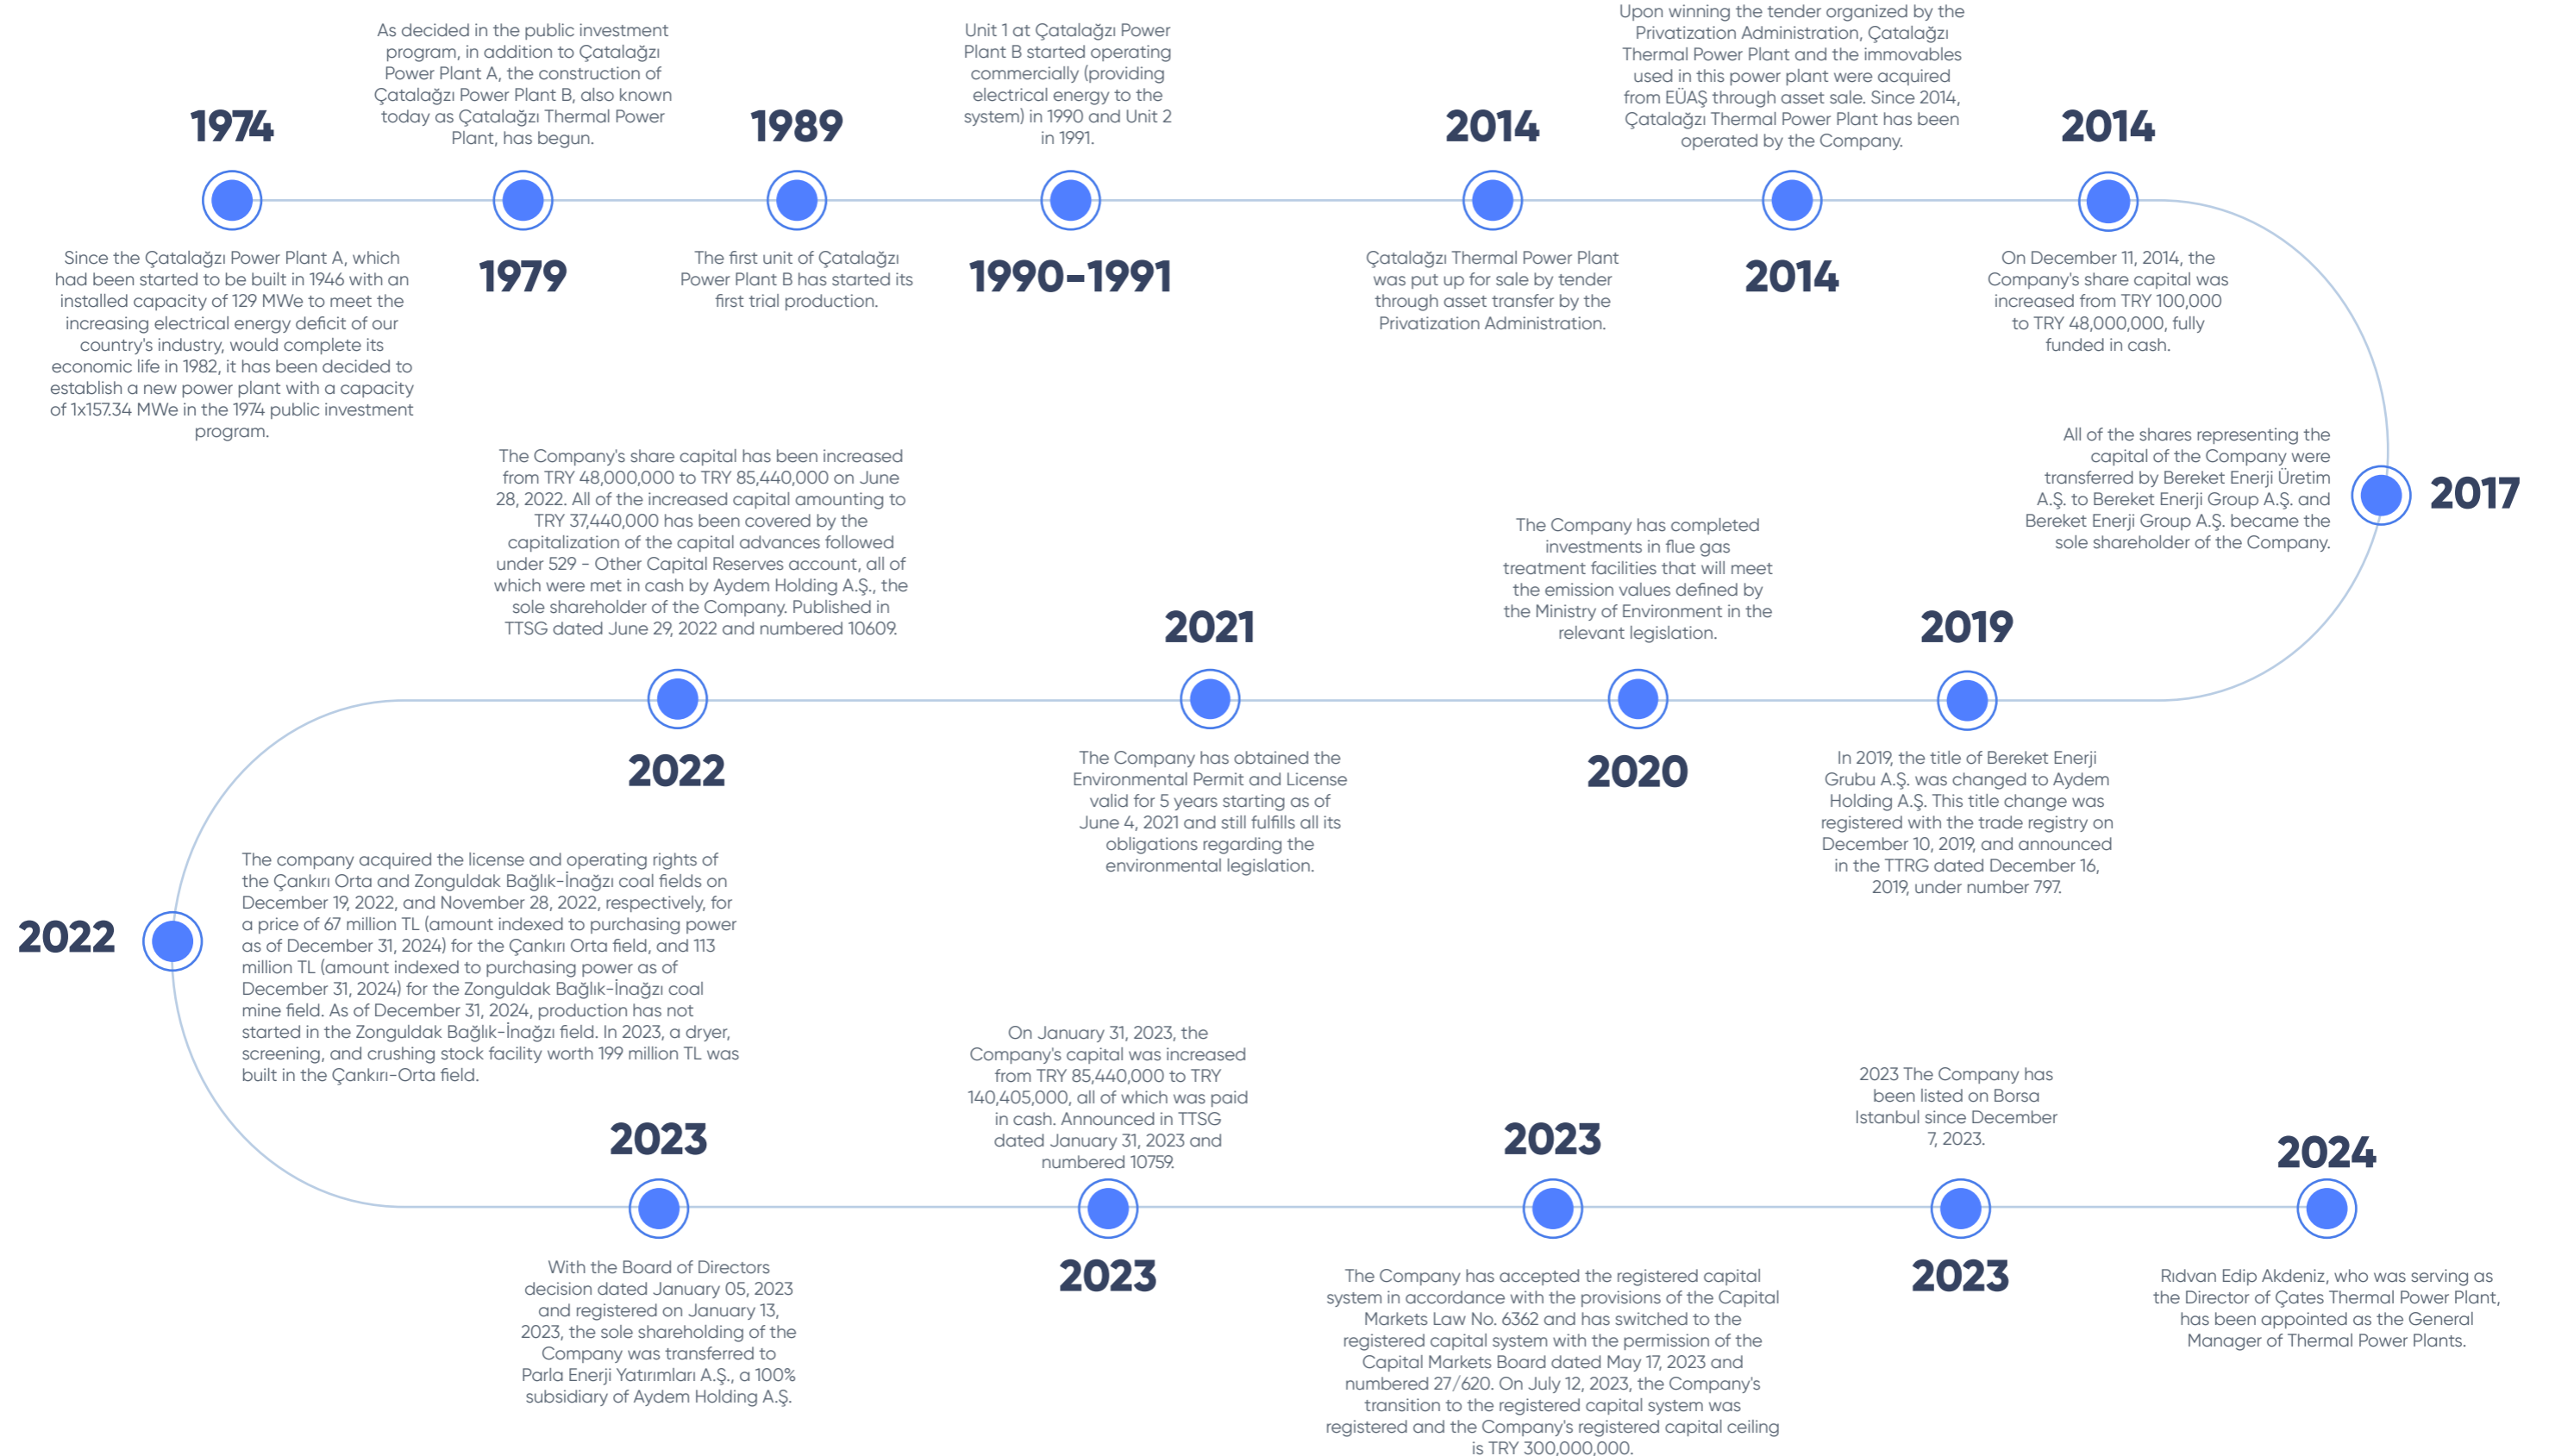 1974
Since the Çatalağzı Power Plant A, which
had been started to be built in 1946 with an
installed capacity of 129 MWe to meet the
increasing electrical energy deficit of our
country's industry, would complete its
economic life in 1982, it has been decided to
establish a new power plant with a capacity
of 1x157.34 MWe in the 1974 public investment
program.
As decided in the public investment
program, in addition to Çatalağzı
Power Plant A, the construction of
Çatalağzı Power Plant B, also known
today as Çatalağzı Thermal Power
Plant, has begun.
1979
1989
The first unit of Çatalağzı
Power Plant B has started its
first trial production.
Unit 1 at Çatalağzı Power
Plant B started operating
commercially (providing
electrical energy to the
system) in 1990 and Unit 2
in 1991.
1990-1991
2014
Çatalağzı Thermal Power Plant
was put up for sale by tender
through asset transfer by the
Privatization Administration.
Upon winning the tender organized by the
Privatization Administration, Çatalağzı
Thermal Power Plant and the immovables
used in this power plant were acquired
from EÜAŞ through asset sale. Since 2014,
Çatalağzı Thermal Power Plant has been
operated by the Company.
2014
2014
On December 11, 2014, the
Company's share capital was
increased from TRY 100,000
to TRY 48,000,000, fully
funded in cash.
All of the shares representing the
capital of the Company were
transferred by Bereket Enerji Üretim
A.Ş. to Bereket Enerji Group A.Ş. and
Bereket Enerji Group A.Ş. became the
sole shareholder of the Company.
2017
2019
In 2019, the title of Bereket Enerji
Grubu A.Ş. was changed to Aydem
Holding A.Ş. This title change was
registered with the trade registry on
December 10, 2019, and announced
in the TTRG dated December 16,
2019, under number 797.
The Company has completed
investments in flue gas
treatment facilities that will meet
the emission values defined by
the Ministry of Environment in the
relevant legislation.
2020
2021
The Company has obtained the
Environmental Permit and License
valid for 5 years starting as of
June 4, 2021 and still fulfills all its
obligations regarding the
environmental legislation.
The Company's share capital has been increased
from TRY 48,000,000 to TRY 85,440,000 on June
28, 2022. All of the increased capital amounting to
TRY 37,440,000 has been covered by the
capitalization of the capital advances followed
under 529 - Other Capital Reserves account, all of
which were met in cash by Aydem Holding A.Ş., the
sole shareholder of the Company. Published in
TTSG dated June 29, 2022 and numbered 10609.
2022
2022
The company acquired the license and operating rights of
the Çankırı Orta and Zonguldak Bağlık-İnağzı coal fields on
December 19, 2022, and November 28, 2022, respectively, for
a price of 67 million TL (amount indexed to purchasing power
as of December 31, 2024) for the Çankırı Orta field, and 113
million TL (amount indexed to purchasing power as of
December 31, 2024) for the Zonguldak Bağlık-İnağzı coal
mine field. As of December 31, 2024, production has not
started in the Zonguldak Bağlık-İnağzı field. In 2023, a dryer,
screening, and crushing stock facility worth 199 million TL was
built in the Çankırı-Orta field.
2023
With the Board of Directors
decision dated January 05, 2023
and registered on January 13,
2023, the sole shareholding of the
Company was transferred to
Parla Enerji Yatırımları A.Ş., a 100%
subsidiary of Aydem Holding A.Ş.
On January 31, 2023, the
Company's capital was increased
from TRY 85,440,000 to TRY
140,405,000, all of which was paid
in cash. Announced in TTSG
dated January 31, 2023 and
numbered 10759.
2023
2023
The Company has accepted the registered capital
system in accordance with the provisions of the Capital
Markets Law No. 6362 and has switched to the
registered capital system with the permission of the
Capital Markets Board dated May 17, 2023 and
numbered 27/620. On July 12, 2023, the Company's
transition to the registered capital system was
registered and the Company's registered capital ceiling
is TRY 300,000,000.
2023 The Company has
been listed on Borsa
Istanbul since December
7, 2023.
2023
2024
Rıdvan Edip Akdeniz, who was serving as
the Director of Çates Thermal Power Plant,
has been appointed as the General
Manager of Thermal Power Plants.